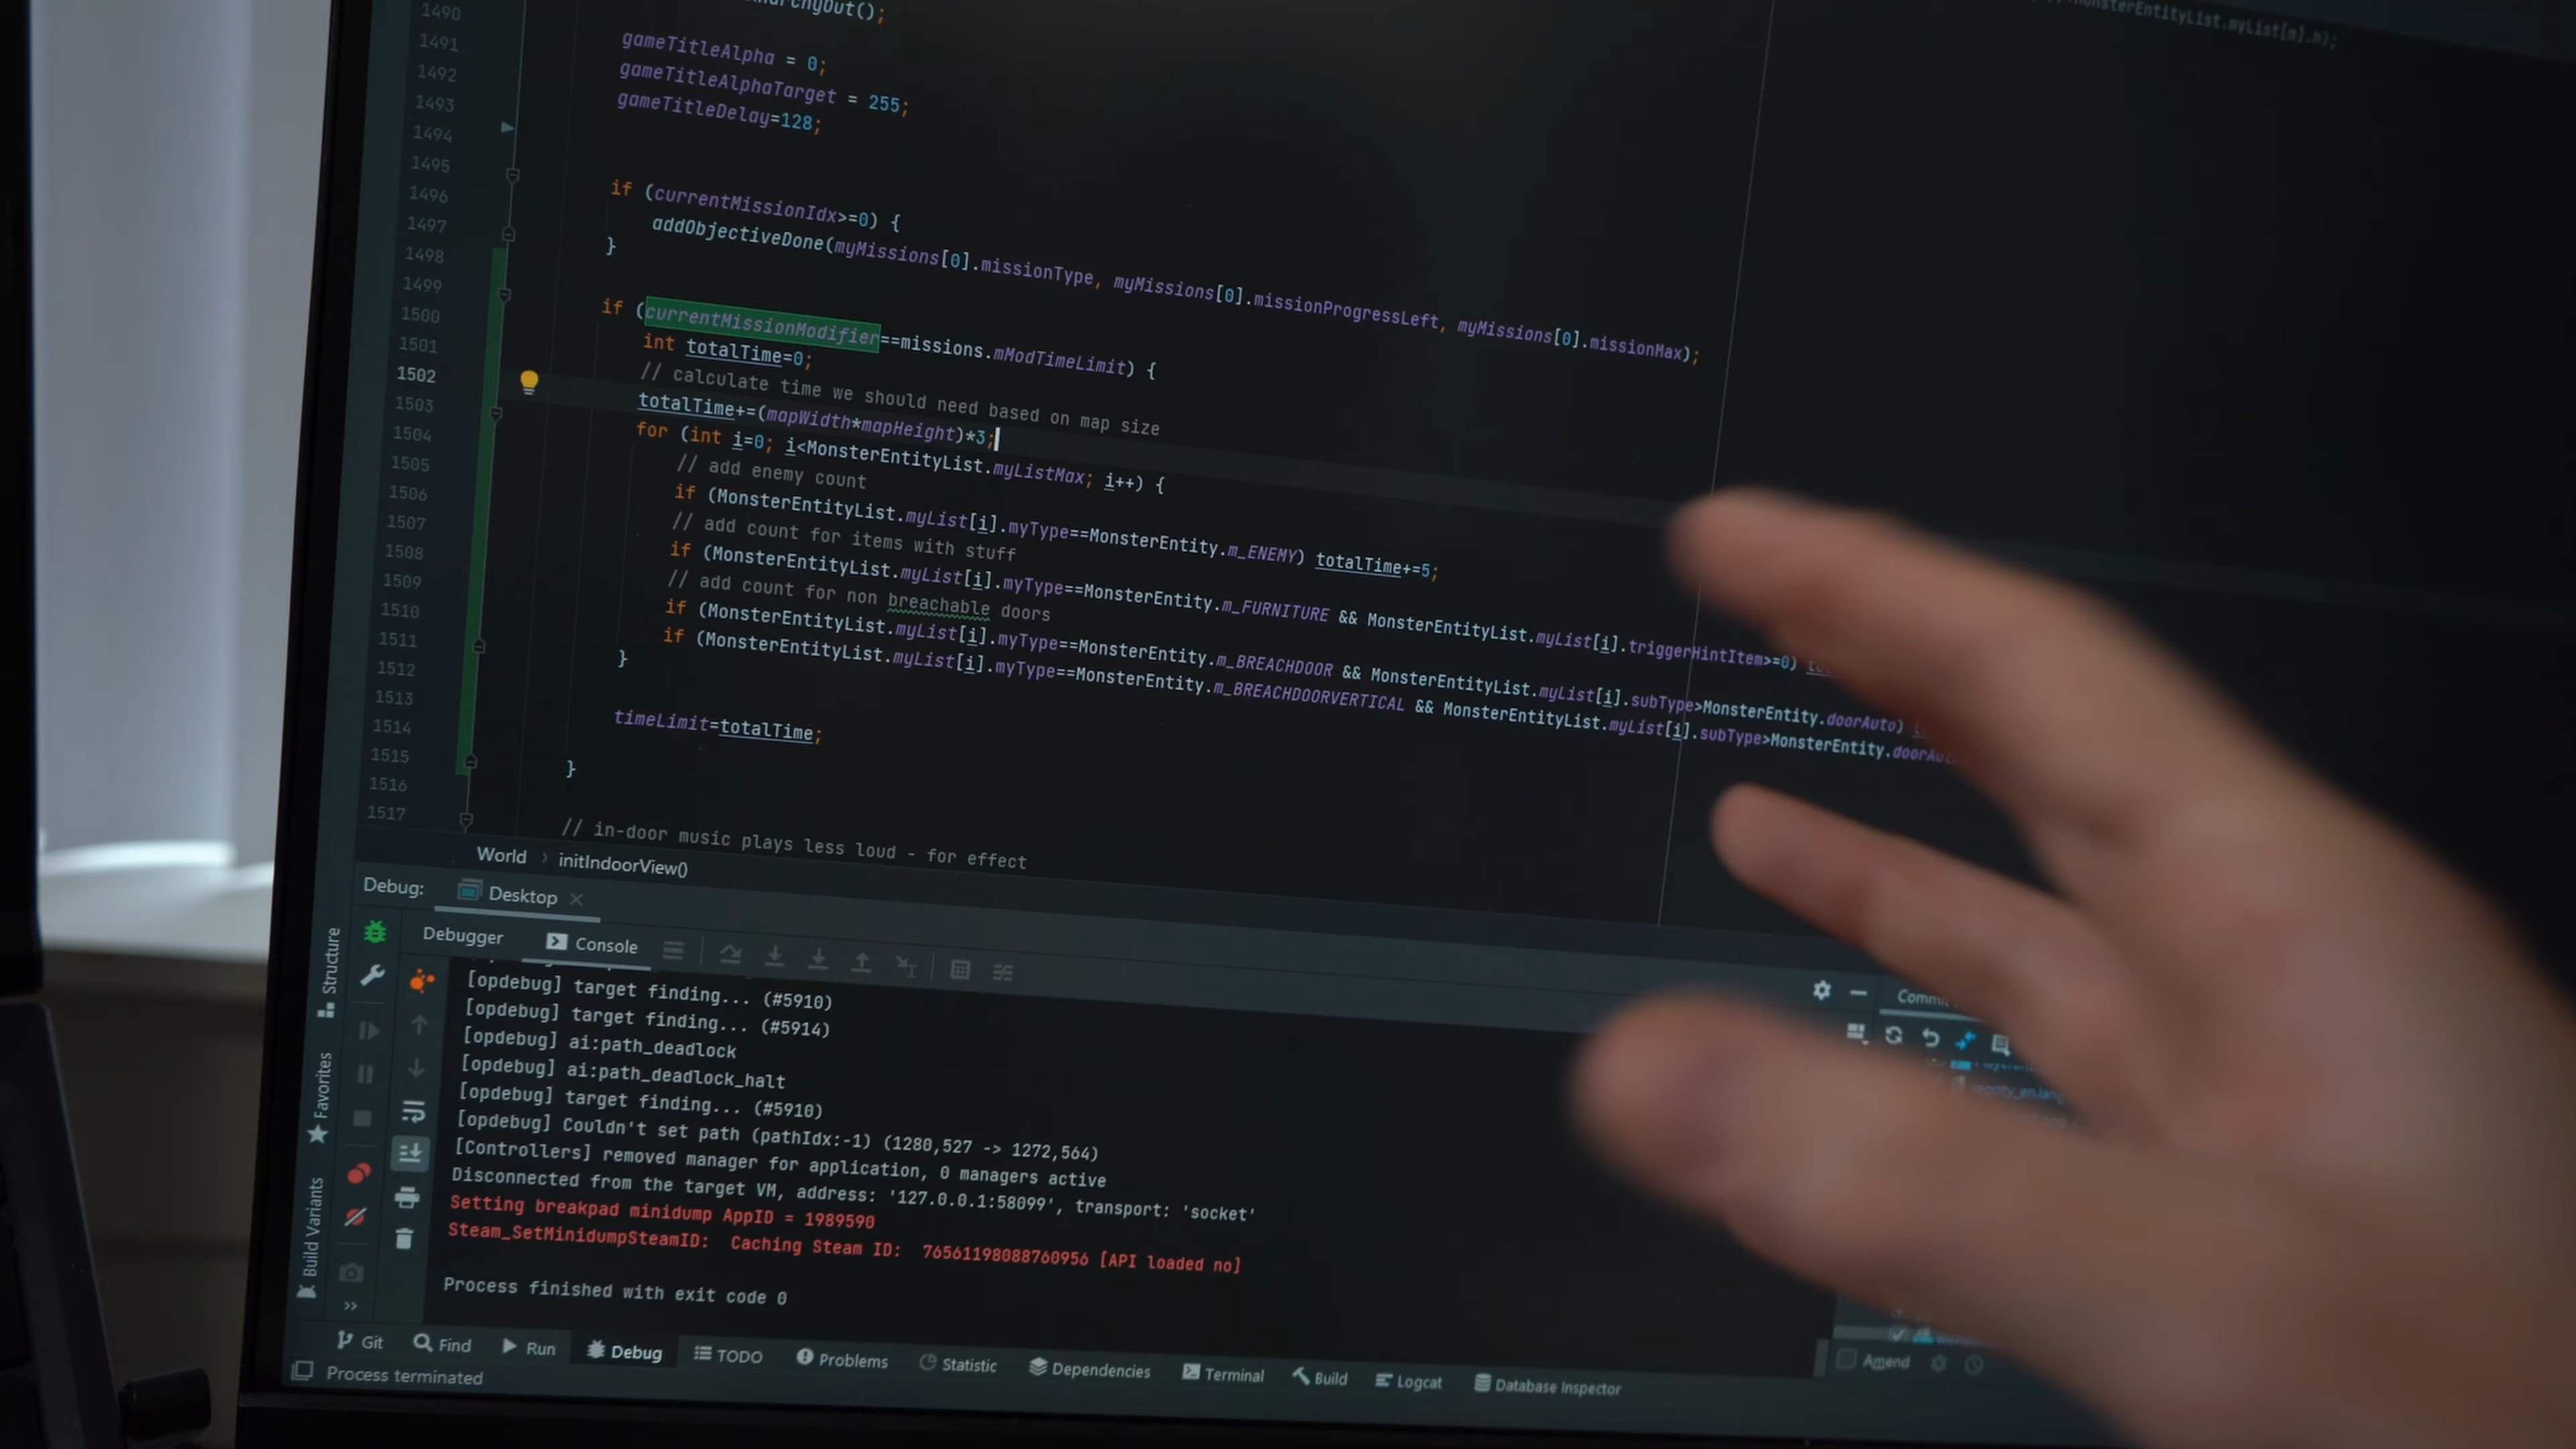 1490
1491
1492
1493
1494
1495
1496
1497
1498
1499
1500
1501
1502
1503
1504
1505
1506
1507
1508
1509
1510
1511
1512
1513
1514
1515
1516
1517
gameTitleAlpha = 0;
gameTitleAlphaTarget = 255;
gameTitleDelay=128;
if (currentMissionIdx>=0) {
addObjectiveDone(myMissions[0].missionType, myMissions[0].missionProgressLeft, myMissions[0].missionMax);
}
if (currentMissionModifier==missions.mModTimeLimit) {
int totalTime=0;
// calculate time we should need based on map size
totalTime+=(mapWidth*mapHeight)*3;
for (int i=0; i<MonsterEntityList.myListMax; i++) {
// add enemy count
if (MonsterEntityList.myList[i].myType==MonsterEntity.m_ENEMY) totalTime+=5;
// add count for items with stuff
if (MonsterEntityList.myList[i].myType==MonsterEntity.m_FURNITURE && MonsterEntityList.myList[i].triggerHintItem>=0)
// add count for non breachable doors
if (MonsterEntityList.myList[i].myType==MonsterEntity.m_BREACHDOOR && MonsterEntityList.myList[i].subType>MonsterEntity.doorAuto)
if (MonsterEntityList.myList[i].myType==MonsterEntity.m_BREACHDOORVERTICAL && MonsterEntityList.myList[i].subType>MonsterEntity.
}
timeLimit=totalTime;
}
// in-door music plays less loud - for effect
World › initIndoorView()
Debug: Desktop
Debugger Console
[opdebug] target finding... (#5910)
[opdebug] target finding... (#5914)
[opdebug] ai:path_deadlock
[opdebug] ai:path_deadlock_halt
[opdebug] target finding... (#5910)
[opdebug] Couldn't set path (pathIdx:-1) (1280,527 -> 1272,564)
[Controllers] removed manager for application, 0 managers active
Disconnected from the target VM, address: '127.0.0.1:58099', transport: 'socket'
Setting breakpad minidump AppID = 1989590
Steam_SetMinidumpSteamID: Caching Steam ID: 76561198088760956 [API loaded no]
Process finished with exit code 0
Structure
Favorites
Build Variants
Commit
Amend
Git Find Run Debug TODO Problems Statistic Dependencies Terminal Build Logcat Database Inspector
Process terminated